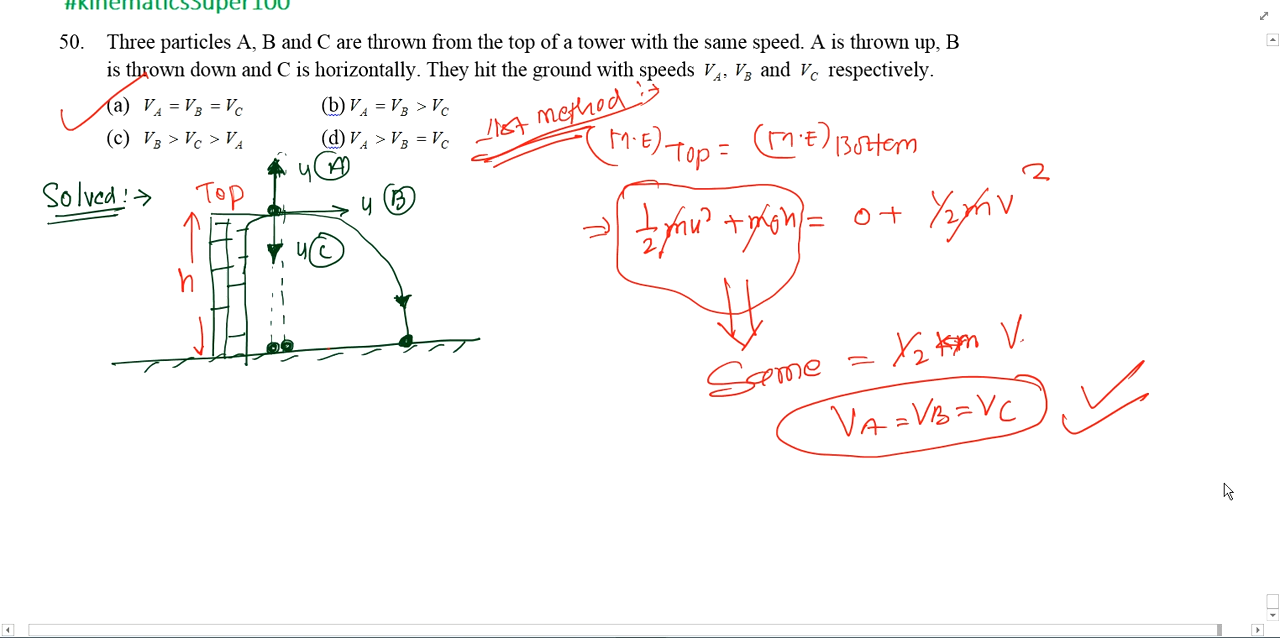 #kinematicsSuper100
50. Three particles A, B and C are thrown from the top of a tower with the same speed. A is thrown up, B
is thrown down and C is horizontally. They hit the ground with speeds V_A, V_B and V_C respectively.
(a) V_A = V_B = V_C (b) V_A = V_B > V_C
(c) V_B > V_C > V_A (d) V_A > V_B = V_C
1st method :→
(M.E)Top = (M.E)Bottom
Solved :→
Top
u (A)
u (B)
u (C)
h
⇒ 1/2 mu² + mgh = 0 + 1/2 mv²
Same = 1/2 m V.
VA = VB = VC